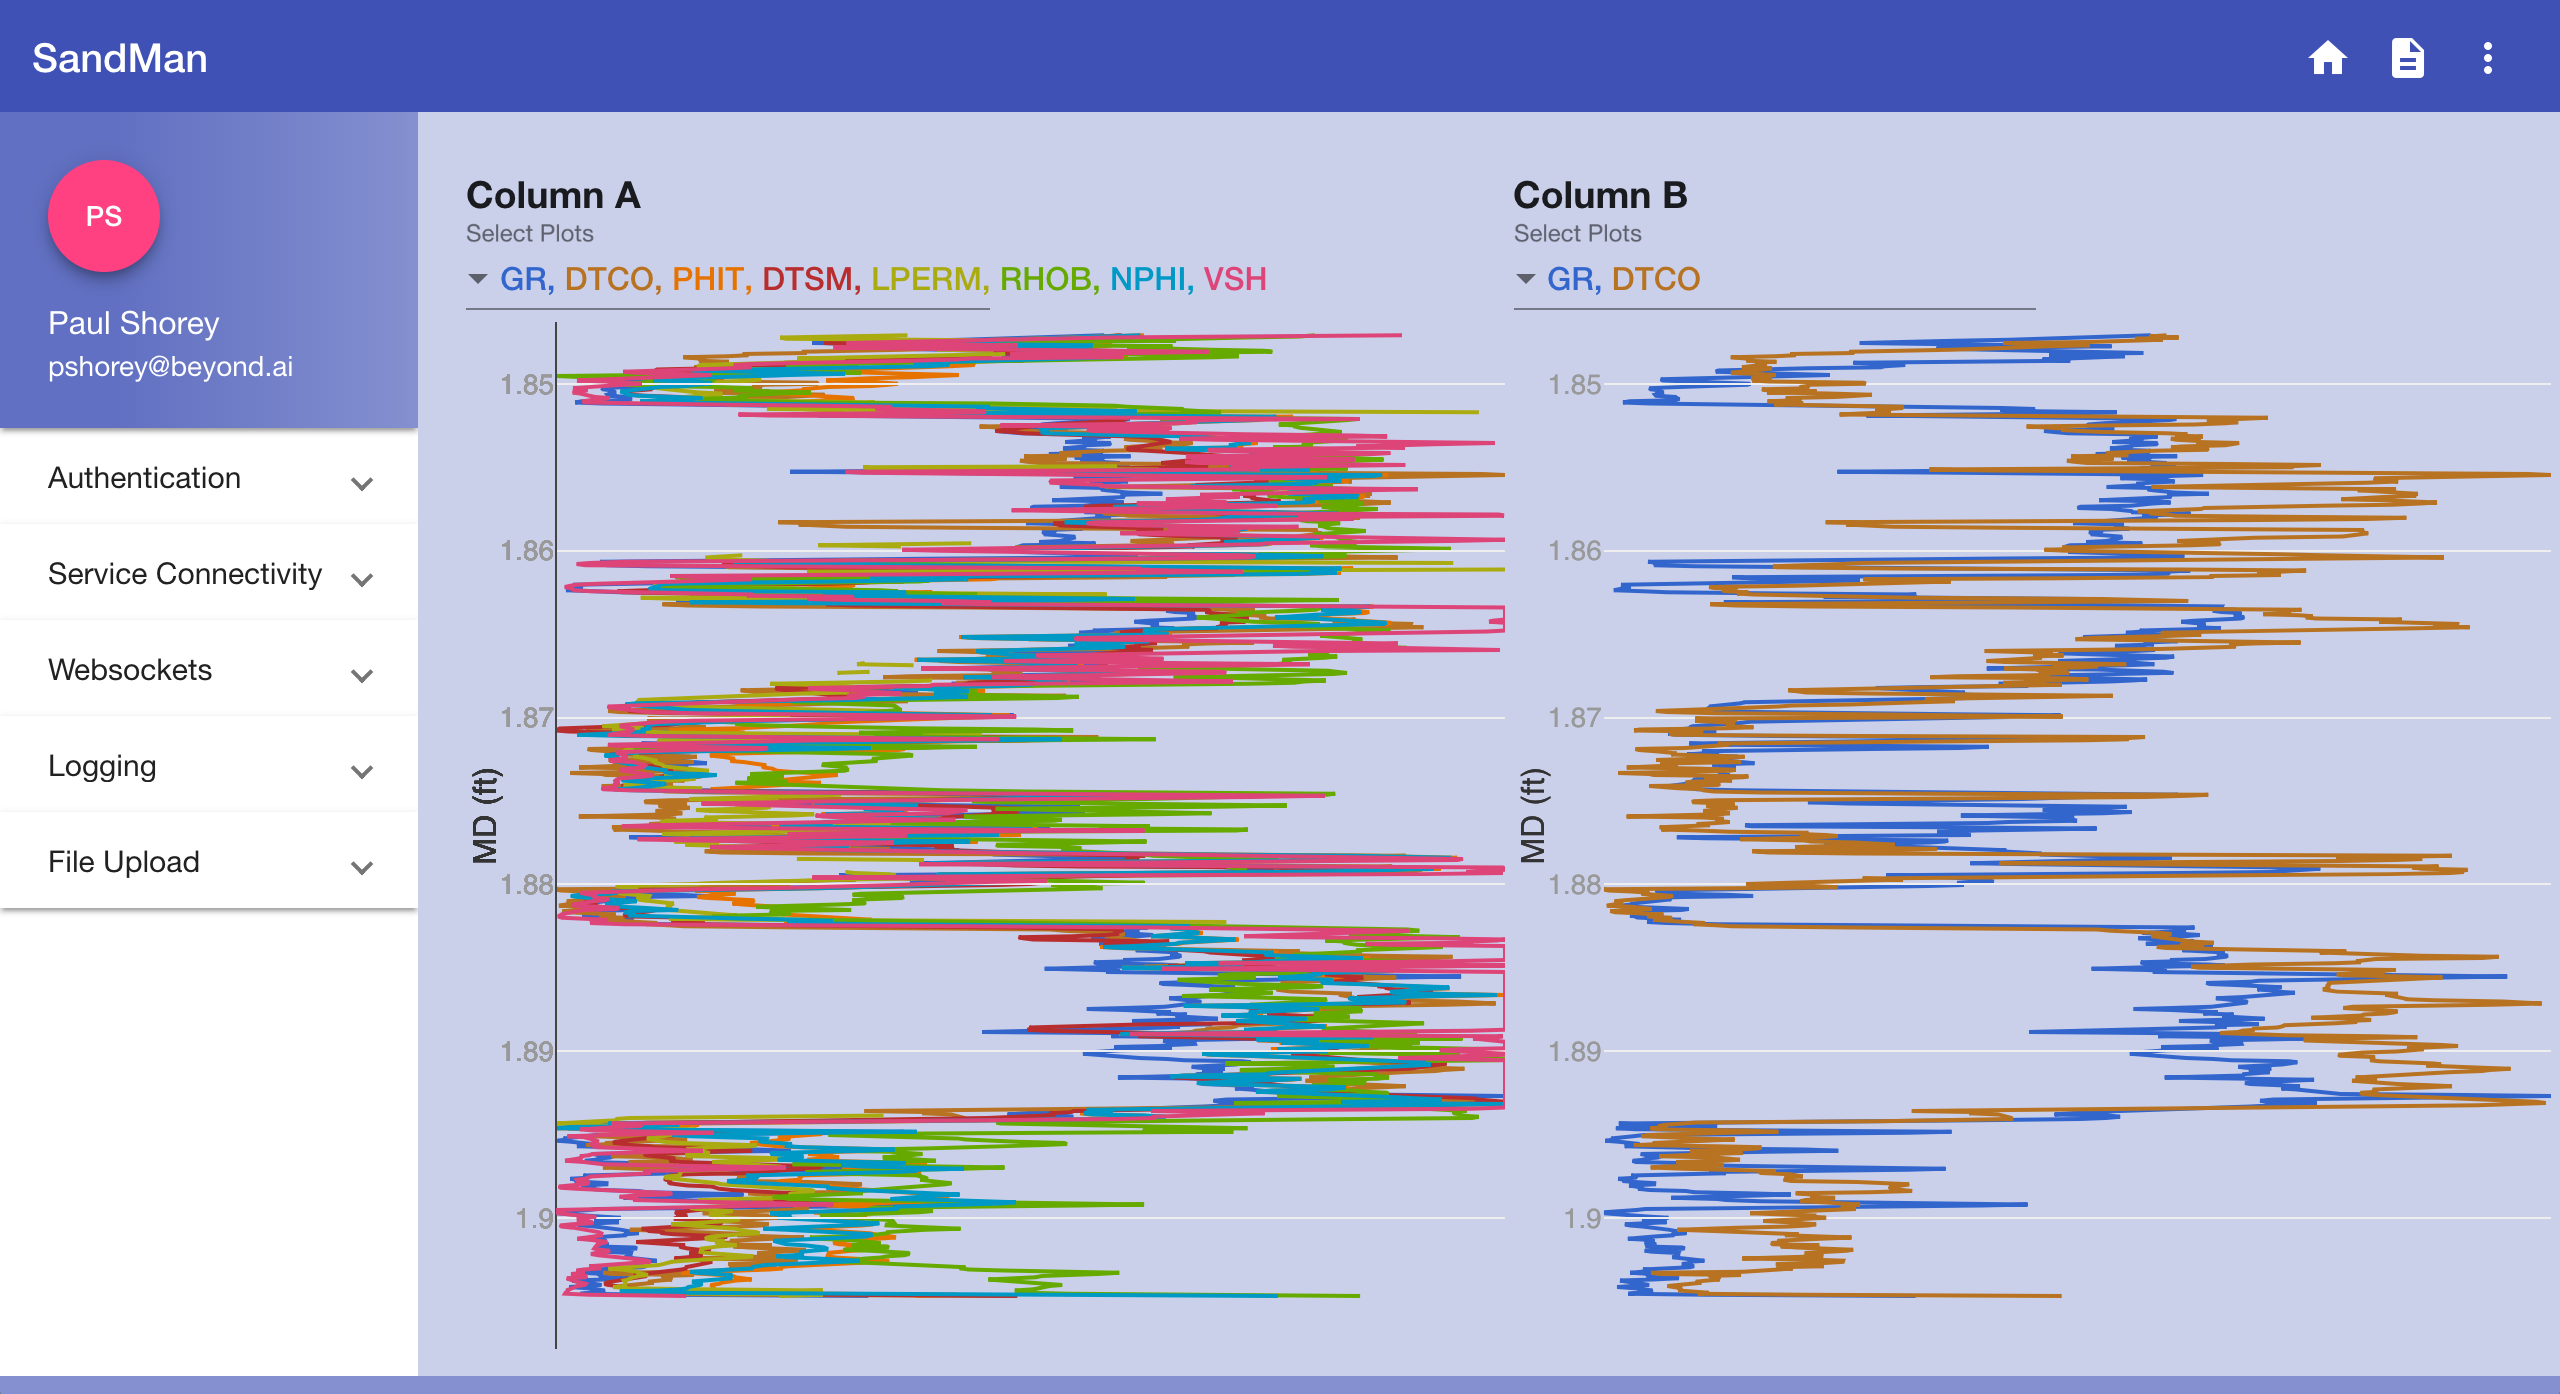 SandMan
PS
Paul Shorey
pshorey@beyond.ai
Authentication
Service Connectivity
Websockets
Logging
File Upload
Column A
Select Plots
GR, DTCO, PHIT, DTSM, LPERM, RHOB, NPHI, VSH
1.85
1.86
1.87
1.88
1.89
1.9
MD (ft)
Column B
Select Plots
GR, DTCO
1.85
1.86
1.87
1.88
1.89
1.9
MD (ft)